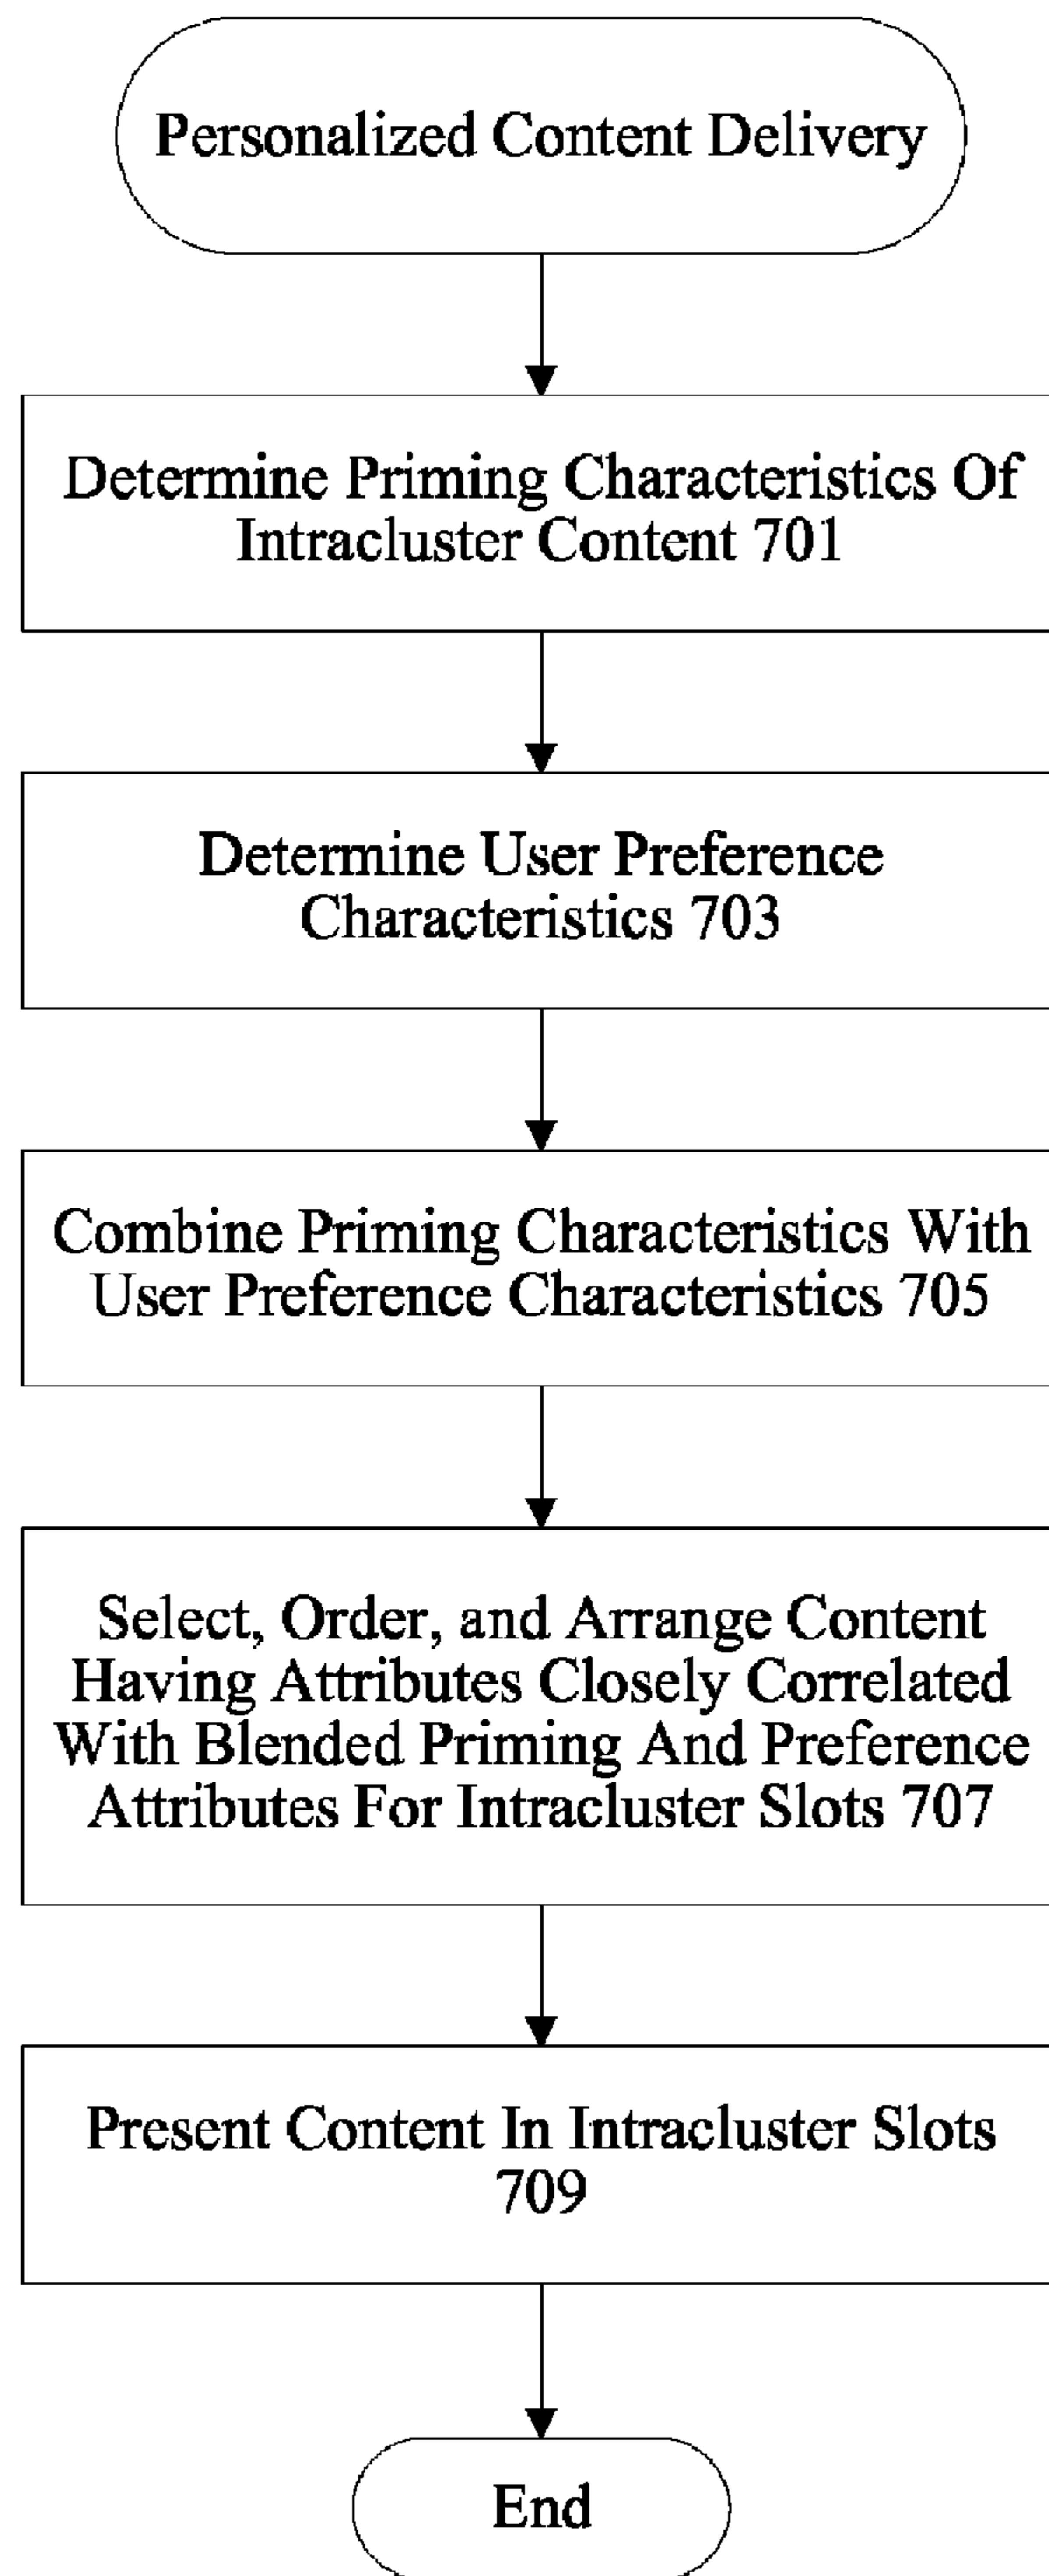 Personalized Content Delivery
Determine Priming Characteristics Of
Intracluster Content 701
Determine User Preference
Characteristics 703
Combine Priming Characteristics With
User Preference Characteristics 705
Select, Order, and Arrange Content
Having Attributes Closely Correlated
With Blended Priming And Preference
Attributes For Intracluster Slots 707
Present Content In Intracluster Slots
709
End